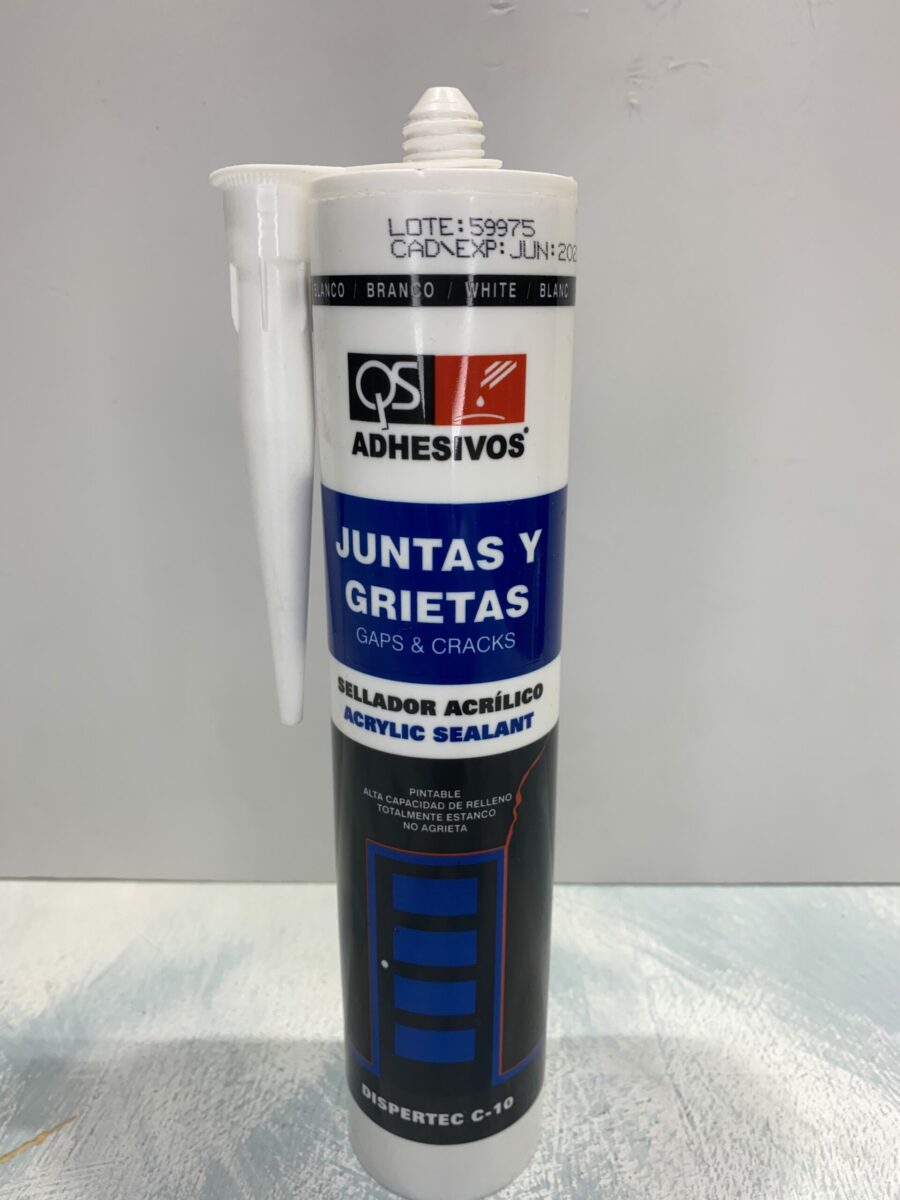 LOTE:59975
CAD\EXP:JUN:202
BLANCO / BRANCO / WHITE / BLANC
QS
ADHESIVOS
JUNTAS Y
GRIETAS
GAPS & CRACKS
SELLADOR ACRÍLICO
ACRYLIC SEALANT
PINTABLE
ALTA CAPACIDAD DE RELLENO
TOTALMENTE ESTANCO
NO AGRIETA
DISPERTEC C-10